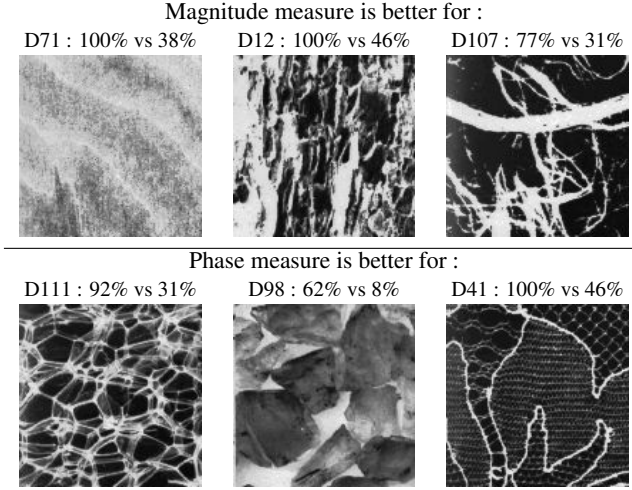 Magnitude measure is better for :
D71 : 100% vs 38% D12 : 100% vs 46% D107 : 77% vs 31%
Phase measure is better for :
D111 : 92% vs 31% D98 : 62% vs 8% D41 : 100% vs 46%